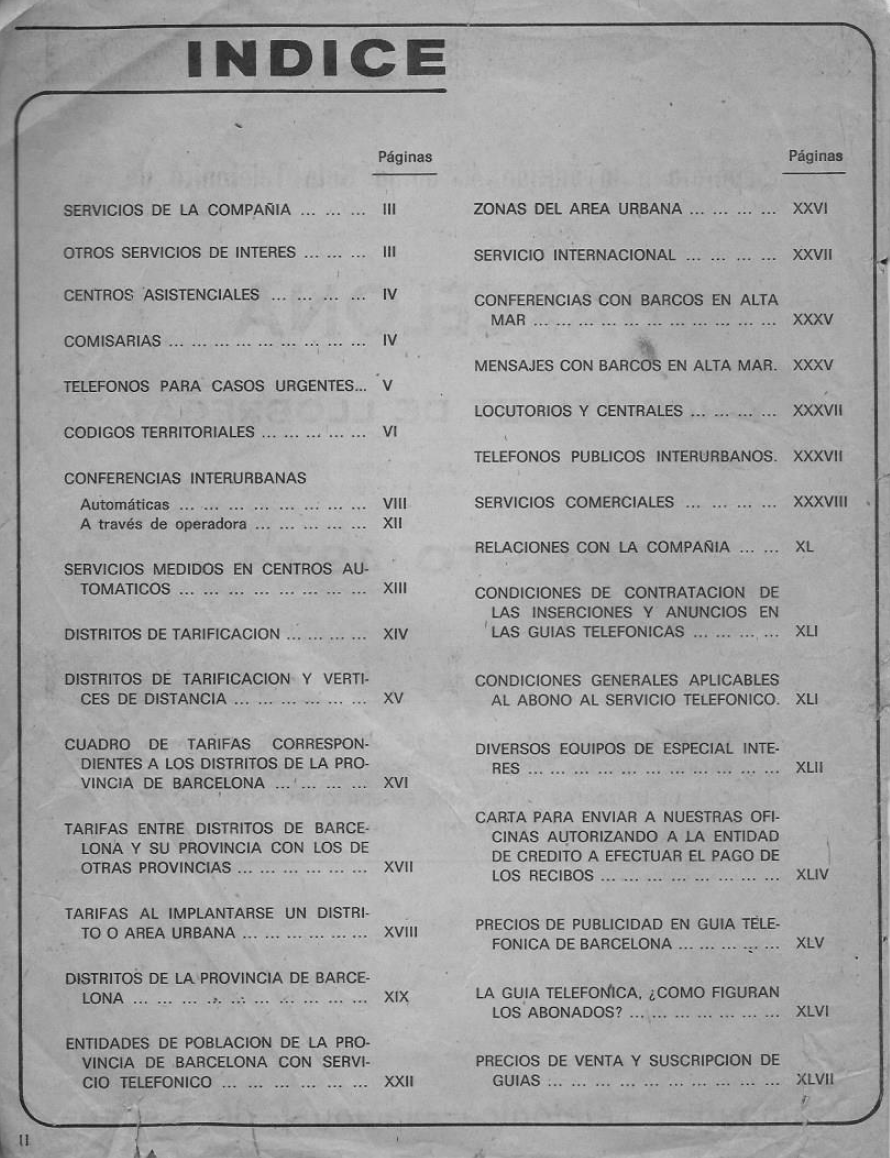 INDICE
Páginas
SERVICIOS DE LA COMPAÑIA ... ... ... III
OTROS SERVICIOS DE INTERES ... ... ... III
CENTROS ASISTENCIALES ... ... ... ... IV
COMISARIAS ... ... ... ... ... ... ... ... ... IV
TELEFONOS PARA CASOS URGENTES... V
CODIGOS TERRITORIALES ... ... ... ... VI
CONFERENCIAS INTERURBANAS
Automáticas ... ... ... ... ... ... ... ... VIII
A través de operadora ... ... ... ... ... XII
SERVICIOS MEDIDOS EN CENTROS AU-
TOMATICOS ... ... ... ... ... ... ... ... XIII
DISTRITOS DE TARIFICACION ... ... ... XIV
DISTRITOS DE TARIFICACION Y VERTI-
CES DE DISTANCIA ... ... ... ... ... ... XV
CUADRO DE TARIFAS CORRESPON-
DIENTES A LOS DISTRITOS DE LA PRO-
VINCIA DE BARCELONA ... ... ... ... XVI
TARIFAS ENTRE DISTRITOS DE BARCE-
LONA Y SU PROVINCIA CON LOS DE
OTRAS PROVINCIAS ... ... ... ... ... XVII
TARIFAS AL IMPLANTARSE UN DISTRI-
TO O AREA URBANA ... ... ... ... ... XVIII
DISTRITOS DE LA PROVINCIA DE BARCE-
LONA ... ... ... ... ... ... ... ... ... ... XIX
ENTIDADES DE POBLACION DE LA PRO-
VINCIA DE BARCELONA CON SERVI-
CIO TELEFONICO ... ... ... ... ... ... XXII
Páginas
ZONAS DEL AREA URBANA ... ... ... ... XXVI
SERVICIO INTERNACIONAL ... ... ... ... XXVII
CONFERENCIAS CON BARCOS EN ALTA
MAR ... ... ... ... ... ... ... ... ... ... XXXV
MENSAJES CON BARCOS EN ALTA MAR. XXXV
LOCUTORIOS Y CENTRALES ... ... ... ... XXXVII
TELEFONOS PUBLICOS INTERURBANOS. XXXVII
SERVICIOS COMERCIALES ... ... ... ... XXXVIII
RELACIONES CON LA COMPAÑIA ... ... XL
CONDICIONES DE CONTRATACION DE
LAS INSERCIONES Y ANUNCIOS EN
LAS GUIAS TELEFONICAS ... ... ... ... XLI
CONDICIONES GENERALES APLICABLES
AL ABONO AL SERVICIO TELEFONICO. XLI
DIVERSOS EQUIPOS DE ESPECIAL INTE-
RES ... ... ... ... ... ... ... ... ... ... XLII
CARTA PARA ENVIAR A NUESTRAS OFI-
CINAS AUTORIZANDO A LA ENTIDAD
DE CREDITO A EFECTUAR EL PAGO DE
LOS RECIBOS ... ... ... ... ... ... ... XLIV
PRECIOS DE PUBLICIDAD EN GUIA TELE-
FONICA DE BARCELONA ... ... ... ... XLV
LA GUIA TELEFONICA, ¿COMO FIGURAN
LOS ABONADOS? ... ... ... ... ... ... XLVI
PRECIOS DE VENTA Y SUSCRIPCION DE
GUIAS ... ... ... ... ... ... ... ... ... ... XLVII
II